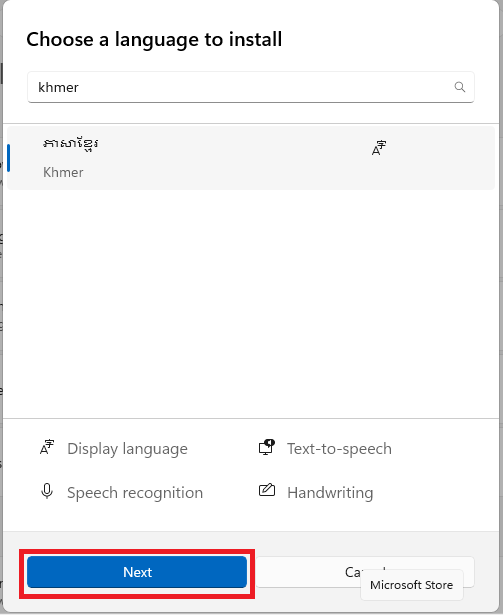 Choose a language to install
khmer
ភាសាខ្មែរ
Khmer
Display language
Text-to-speech
Speech recognition
Handwriting
Next
Microsoft Store